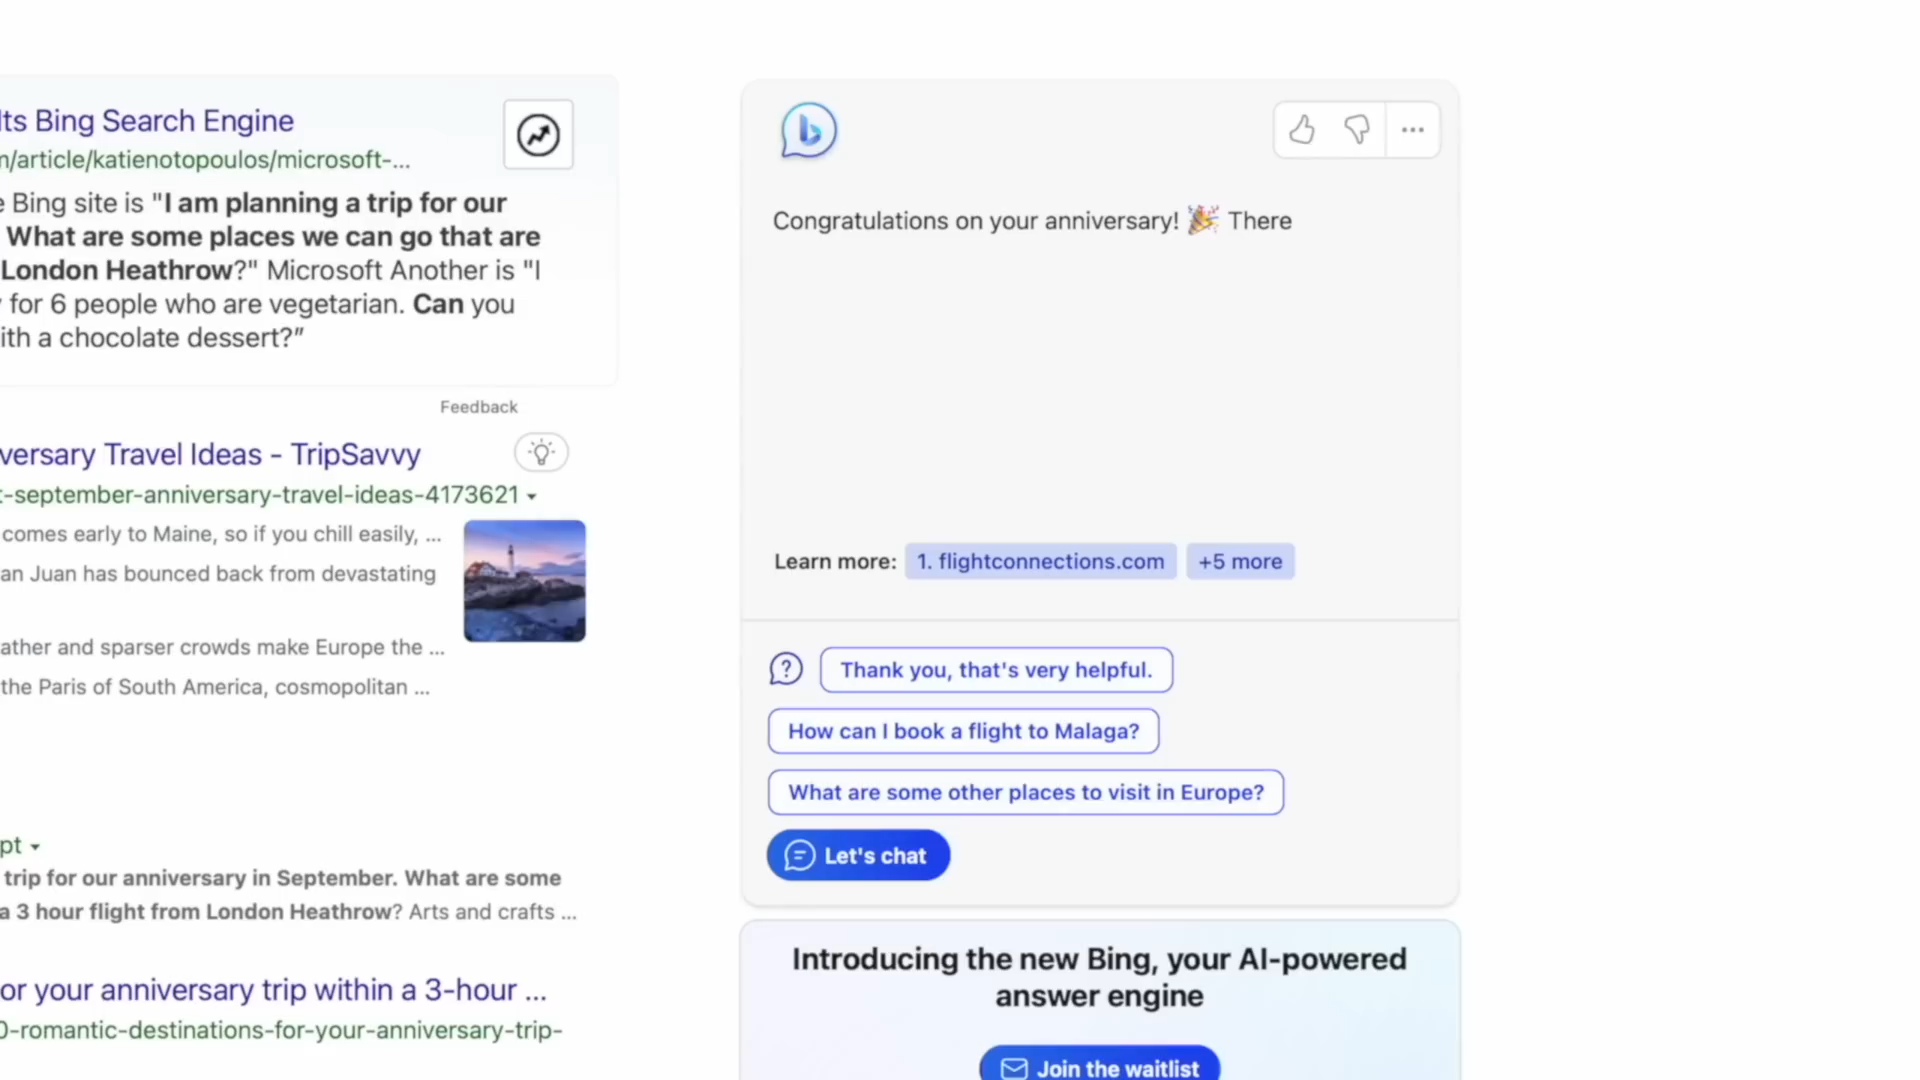 lts Bing Search Engine
n/article/katienotopoulos/microsoft-...
e Bing site is "I am planning a trip for our
What are some places we can go that are
London Heathrow?" Microsoft Another is "I
for 6 people who are vegetarian. Can you
ith a chocolate dessert?”
Feedback
versary Travel Ideas - TripSavvy
t-september-anniversary-travel-ideas-4173621
comes early to Maine, so if you chill easily, ...
an Juan has bounced back from devastating
ather and sparser crowds make Europe the ...
the Paris of South America, cosmopolitan ...
pt
trip for our anniversary in September. What are some
a 3 hour flight from London Heathrow? Arts and crafts ...
or your anniversary trip within a 3-hour ...
0-romantic-destinations-for-your-anniversary-trip-
Congratulations on your anniversary! 🎉 There
Learn more: 1. flightconnections.com +5 more
Thank you, that's very helpful.
How can I book a flight to Malaga?
What are some other places to visit in Europe?
Let's chat
Introducing the new Bing, your AI-powered
answer engine
Join the waitlist